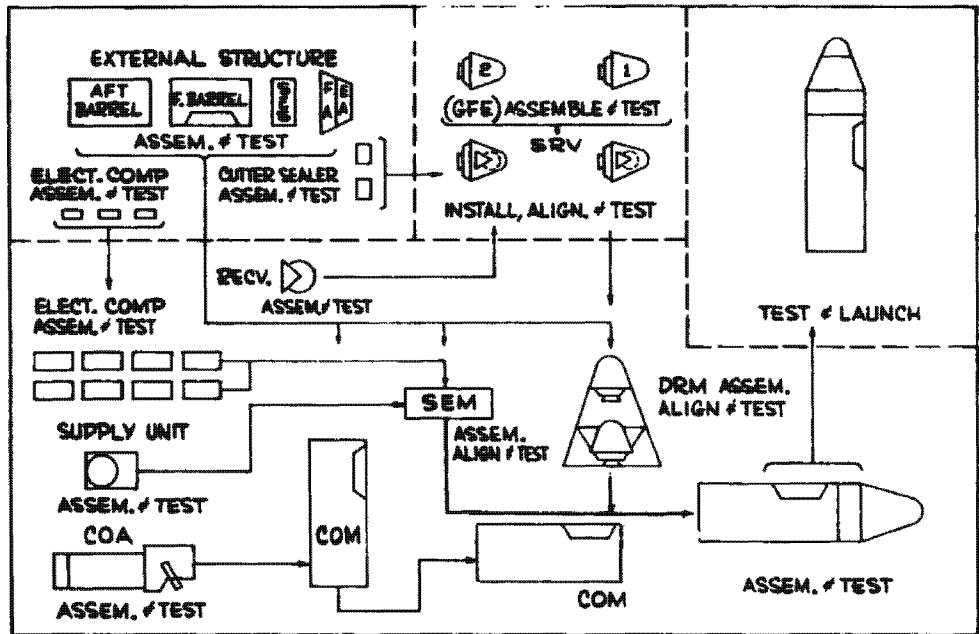 EXTERNAL STRUCTURE
AFT
BARREL
F. BARREL
F
A
E
A
ASSEM. & TEST
ELECT. COMP
ASSEM. & TEST
CUTTER SEALER
ASSEM. & TEST
2
1
(GFE) ASSEMBLE & TEST
SRV
INSTALL, ALIGN. & TEST
RECV.
ASSEM & TEST
ELECT. COMP
ASSEM. & TEST
SEM
ASSEM.
ALIGN & TEST
SUPPLY UNIT
ASSEM. & TEST
COA
ASSEM. & TEST
COM
COM
DRM ASSEM.
ALIGN & TEST
TEST & LAUNCH
ASSEM. & TEST